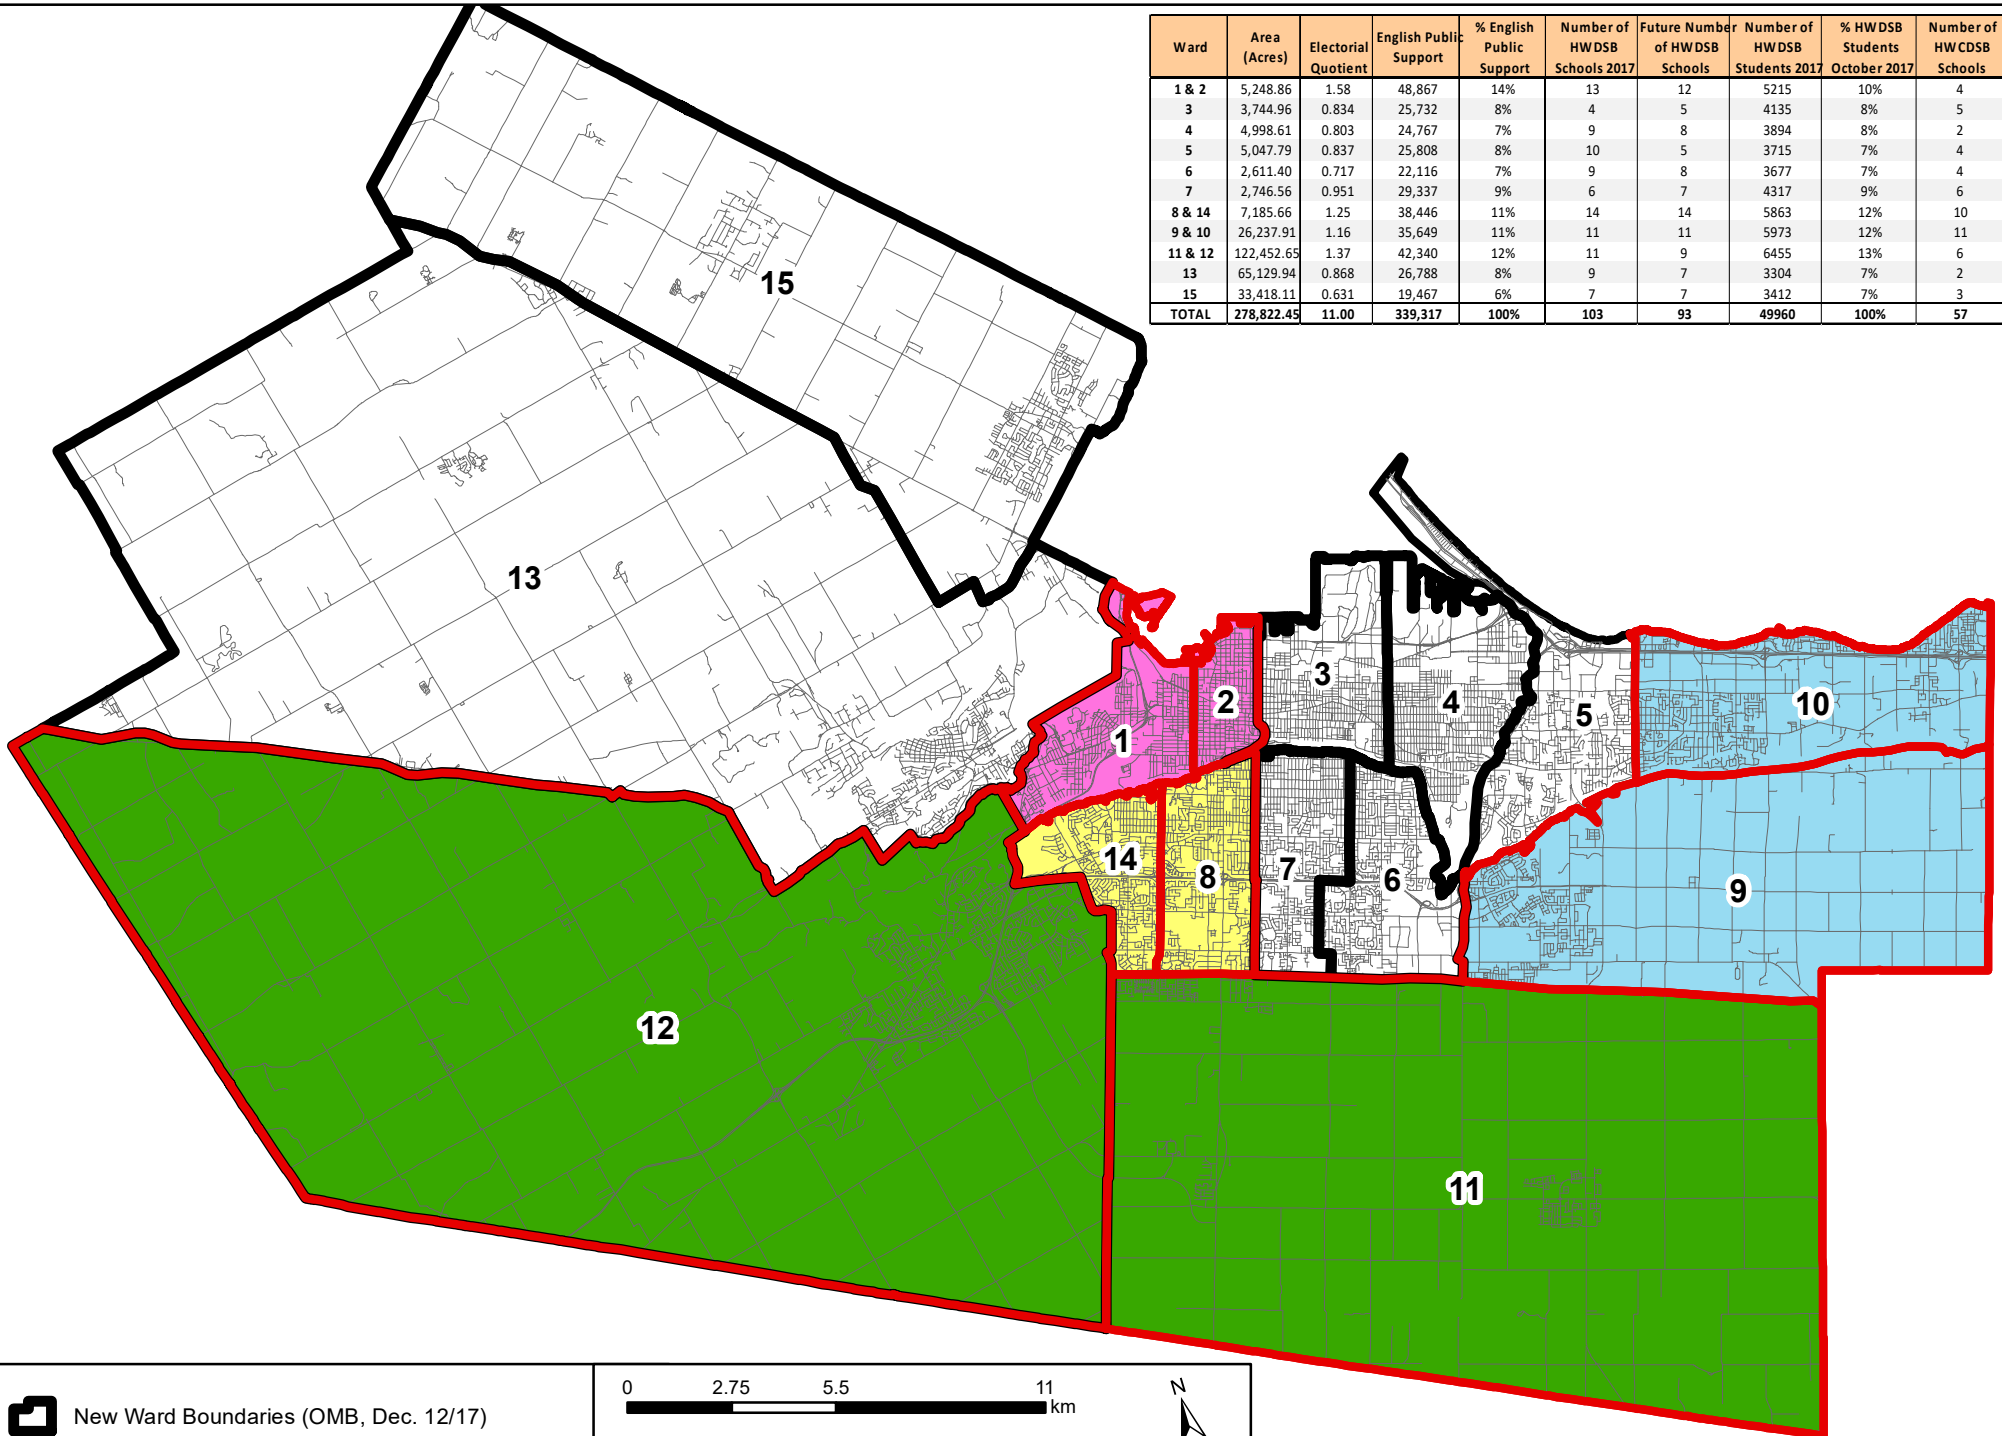 Ward Area (Acres) Electorial Quotient English Public Support % English Public Support Number of HWDSB Schools 2017 Future Number of HWDSB Schools Number of HWDSB Students 2017 % HWDSB Students October 2017 Number of HWCDSB Schools
1 & 2 5,248.86 1.58 48,867 14% 13 12 5215 10% 4
3 3,744.96 0.834 25,732 8% 4 5 4135 8% 5
4 4,998.61 0.803 24,767 7% 9 8 3894 8% 2
5 5,047.79 0.837 25,808 8% 10 5 3715 7% 4
6 2,611.40 0.717 22,116 7% 9 8 3677 7% 4
7 2,746.56 0.951 29,337 9% 6 7 4317 9% 6
8 & 14 7,185.66 1.25 38,446 11% 14 14 5863 12% 10
9 & 10 26,237.91 1.16 35,649 11% 11 11 5973 12% 11
11 & 12 122,452.65 1.37 42,340 12% 11 9 6455 13% 6
13 65,129.94 0.868 26,788 8% 9 7 3304 7% 2
15 33,418.11 0.631 19,467 6% 7 7 3412 7% 3
TOTAL 278,822.45 11.00 339,317 100% 103 93 49960 100% 57
15
13
3
2
4
5
10
1
14
8
7
6
9
12
11
New Ward Boundaries (OMB, Dec. 12/17)
0 2.75 5.5 11
km
N